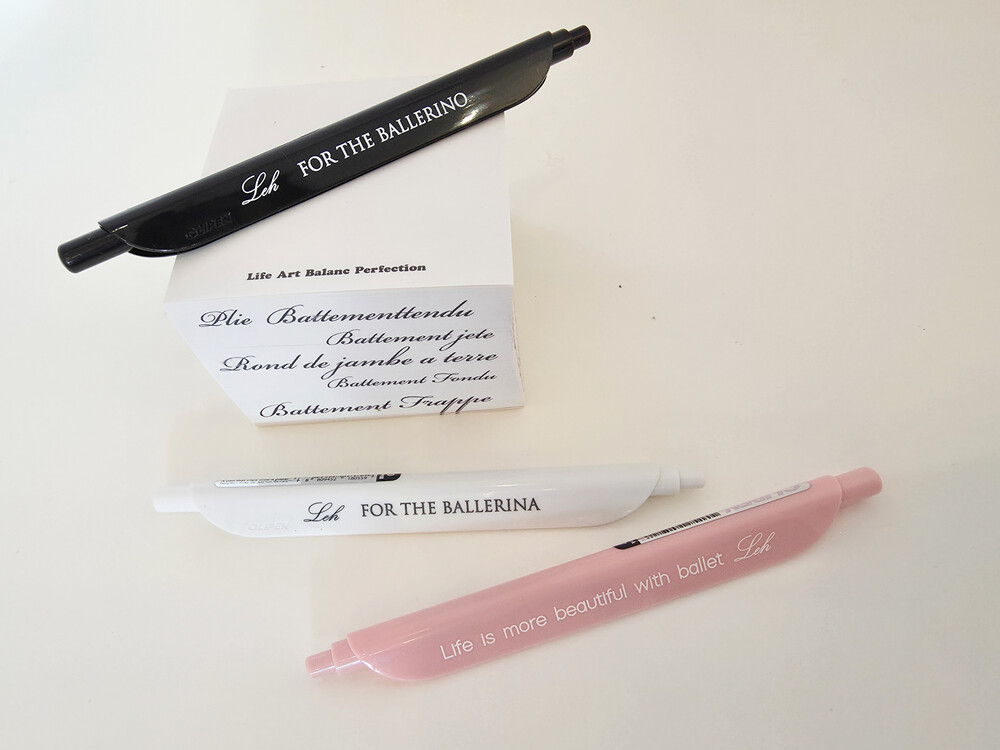 Leh FOR THE BALLERINO
CLIPEN
Life Art Balanc Perfection
Plie Battementtendu
Battement jete
Rond de jambe a terre
Battement Fondu
Battement Frappe
Leh FOR THE BALLERINA
Life is more beautiful with ballet Leh